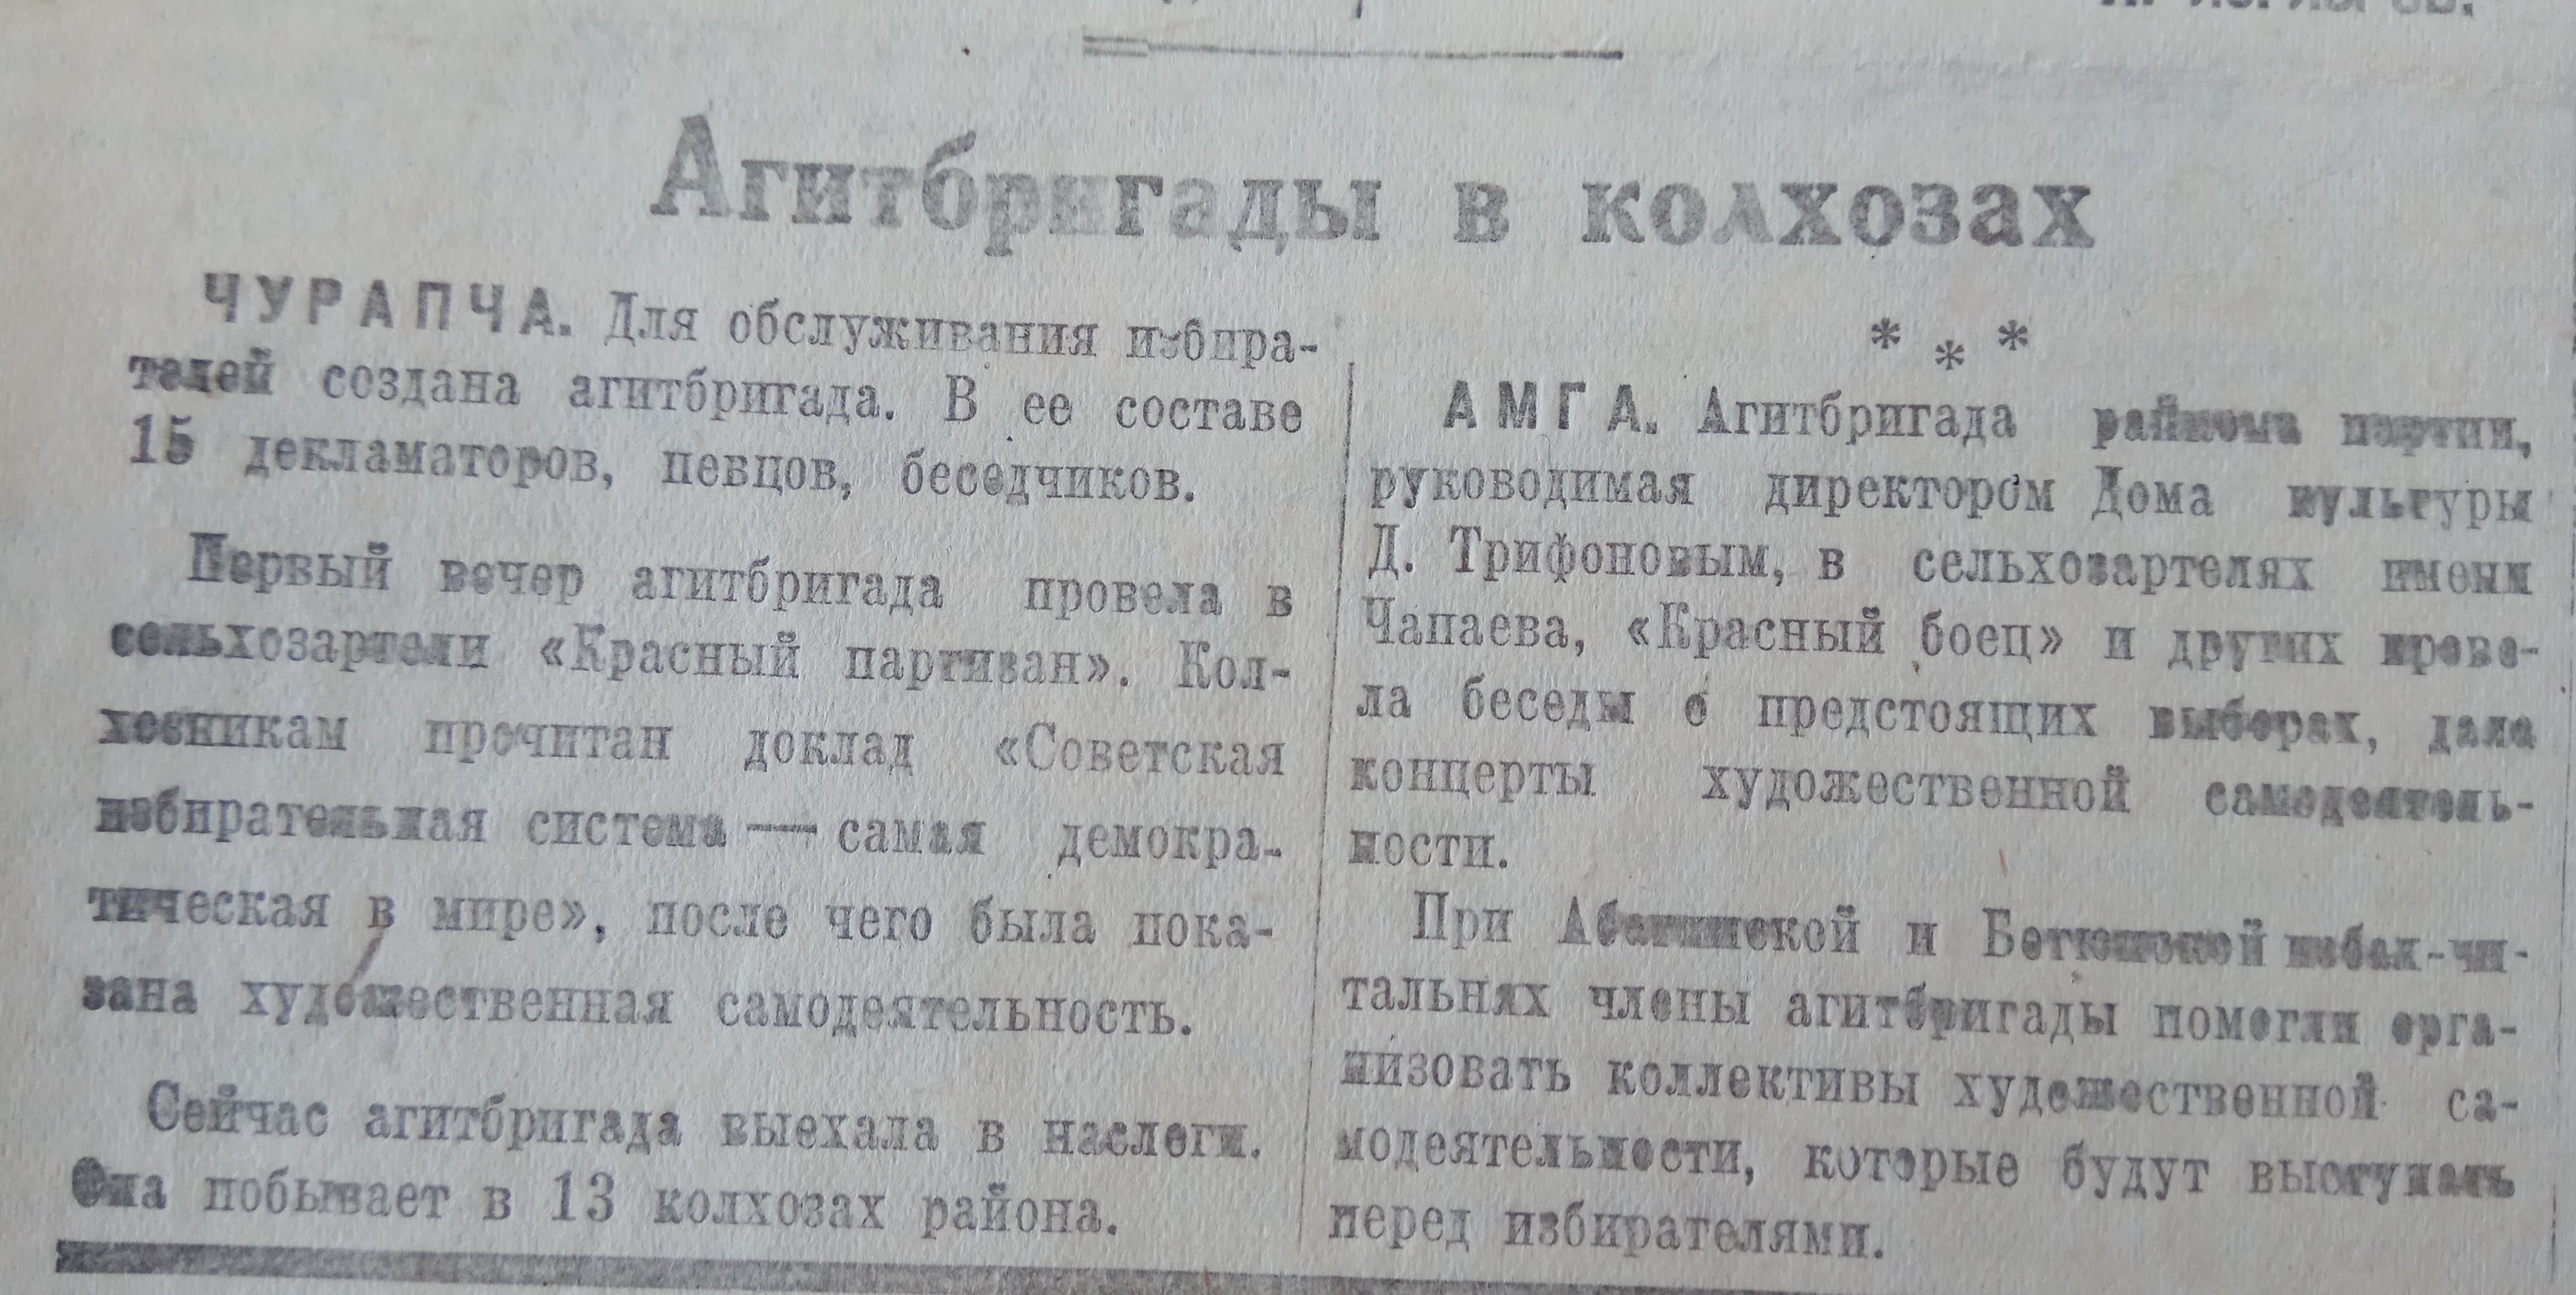 Агитбригады в колхозах
ЧУРАПЧА. Для обслуживания избира-
телей создана агитбригада. В ее составе
15 декламаторов, певцов, беседчиков.
Первый вечер агитбригада провела в
сельхозартели «Красный партизан». Кол-
хозникам прочитан доклад «Советская
избирательная система — самая демокра-
тическая в мире», после чего была пока-
зана художественная самодеятельность.
Сейчас агитбригада выехала в наслеги.
Она побывает в 13 колхозах района.
* * *
АМГА. Агитбригада райкома партии,
руководимая директором Дома культуры
Д. Трифоновым, в сельхозартелях имени
Чапаева, «Красный боец» и других прове-
ла беседы о предстоящих выборах, дала
концерты художественной самодеятель-
ности.
При Абагинской и Бетюнской избах-чи-
тальнях члены агитбригады помогли орга-
низовать коллективы художественной са-
модеятельности, которые будут выступать
перед избирателями.